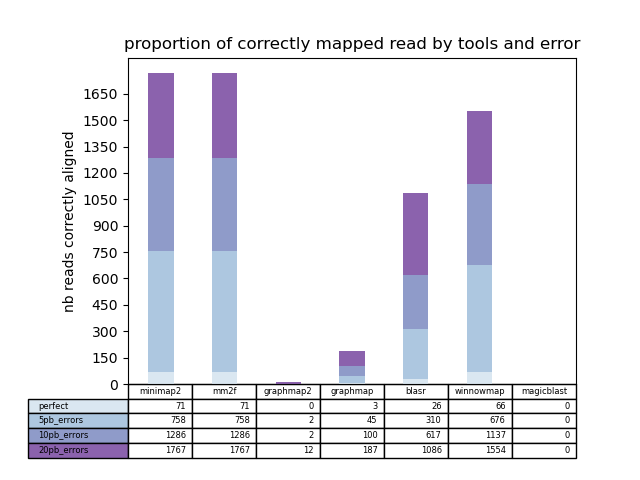 proportion of correctly mapped read by tools and error
1650
1500
1350
1200
1050
900
750
600
450
300
150
0
nb reads correctly aligned
minimap2 mm2f graphmap2 graphmap blasr winnowmap magicblast
perfect 71 71 0 3 26 66 0
5pb_errors 758 758 2 45 310 676 0
10pb_errors 1286 1286 2 100 617 1137 0
20pb_errors 1767 1767 12 187 1086 1554 0